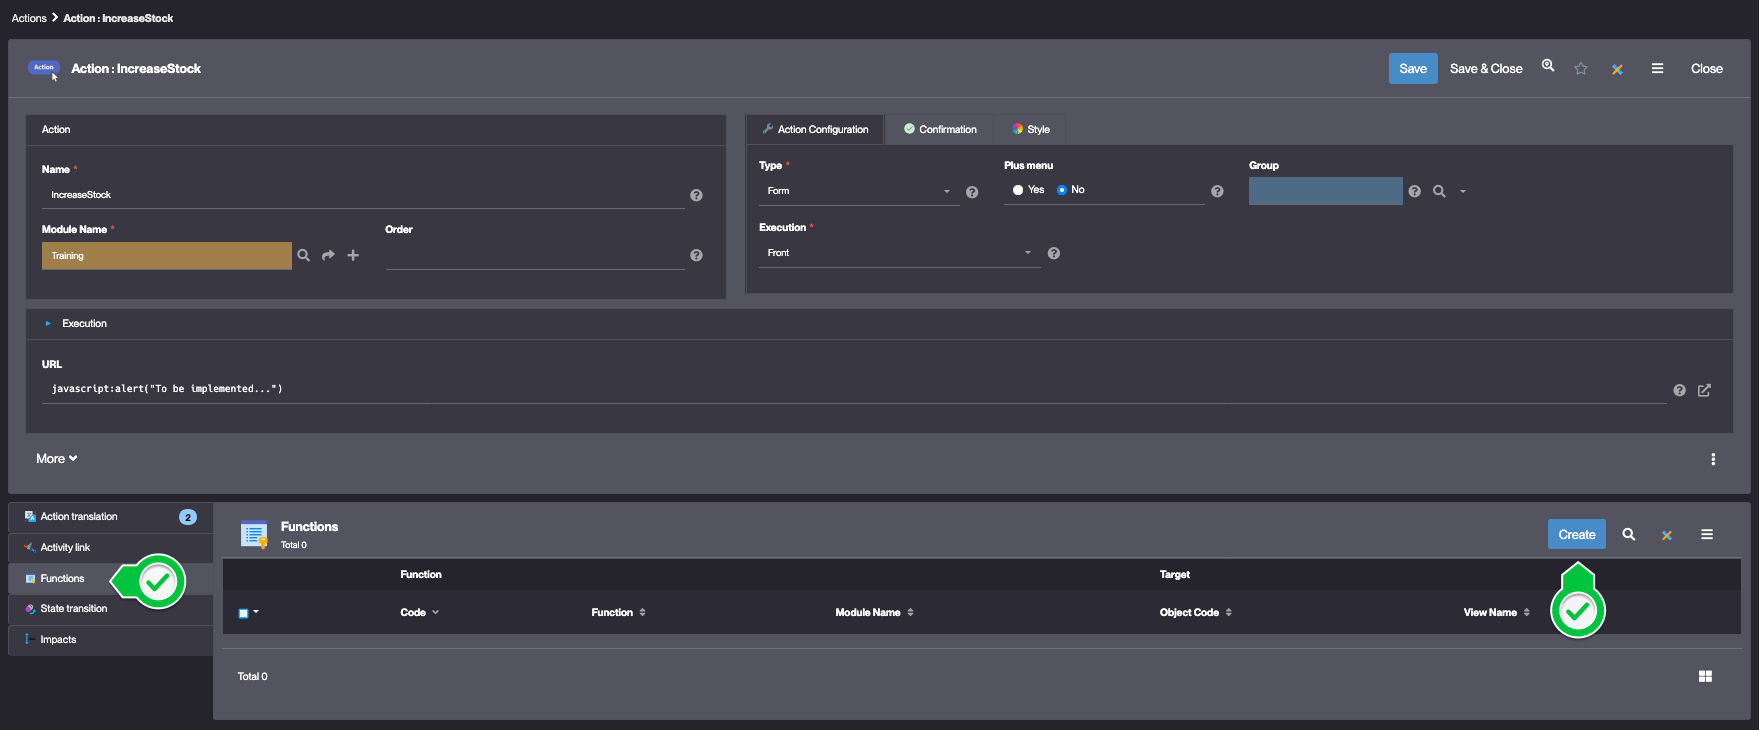 Actions > Action : IncreaseStock
Action
Action : IncreaseStock
Save Save & Close Close
Action
Name *
IncreaseStock
Module Name * Order
Training
Action Configuration Confirmation Style
Type * Plus menu Group
Form Yes No
Execution *
Front
Execution
URL
javascript:alert("To be implemented...")
More
Action translation 2
Activity link
Functions
State transition
Impacts
Functions
Total 0
Create
Function Target
Code Function Module Name Object Code View Name
Total 0